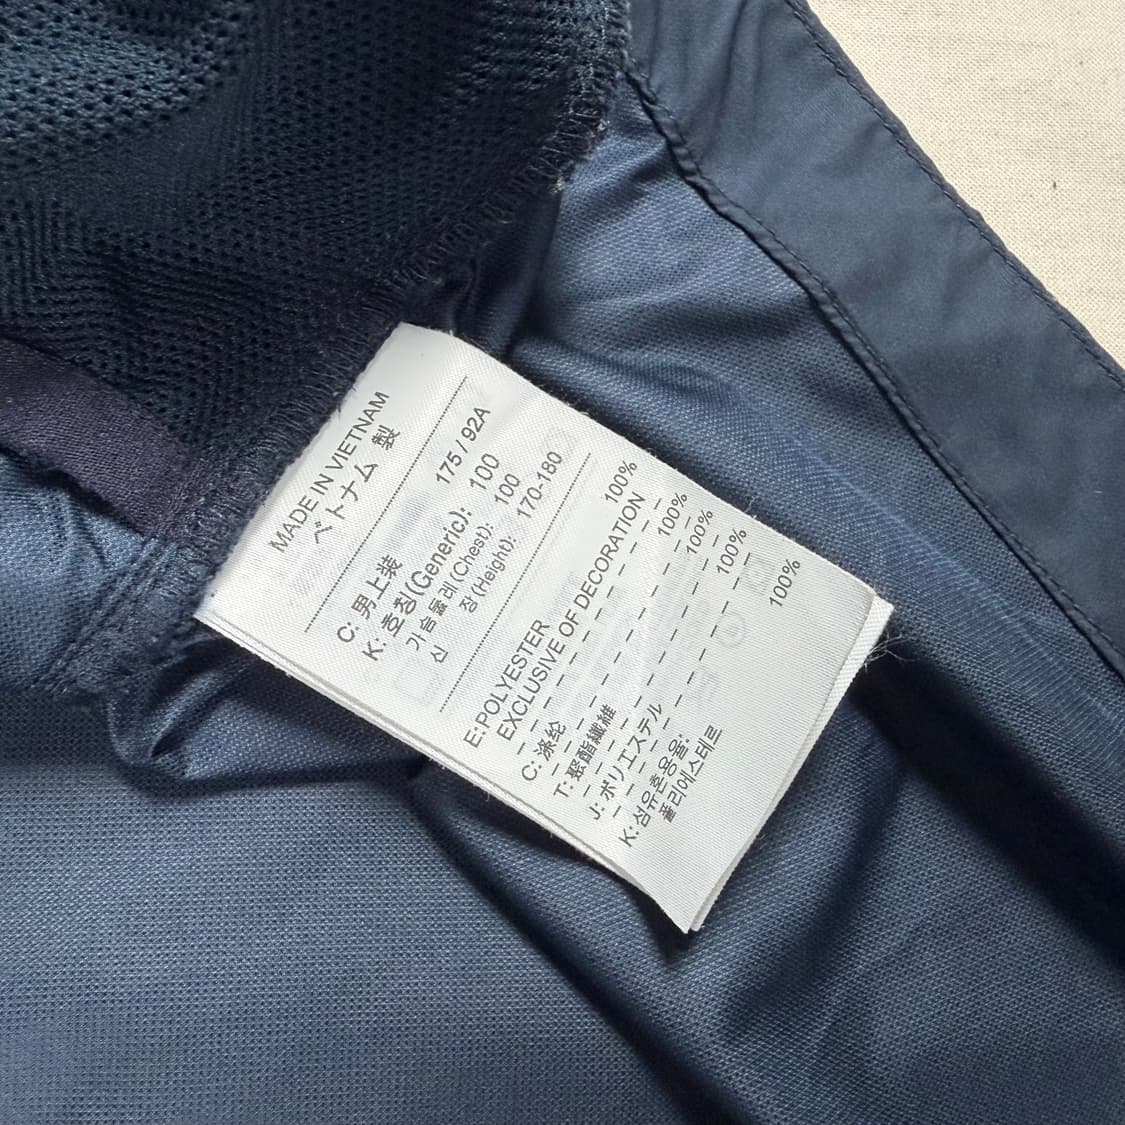 MADE IN VIETNAM
ベトナム 製
C: 男上装 175 / 92A
K: 호칭(Generic): 100
가슴둘레(Chest): 100
신 장(Height): 170-180
E:POLYESTER 100%
EXCLUSIVE OF DECORATION
C: 涤纶 100%
T: 聚酯纖維 100%
J: ポリエステル 100%
K: 섬유혼용율:
폴리에스테르 100%